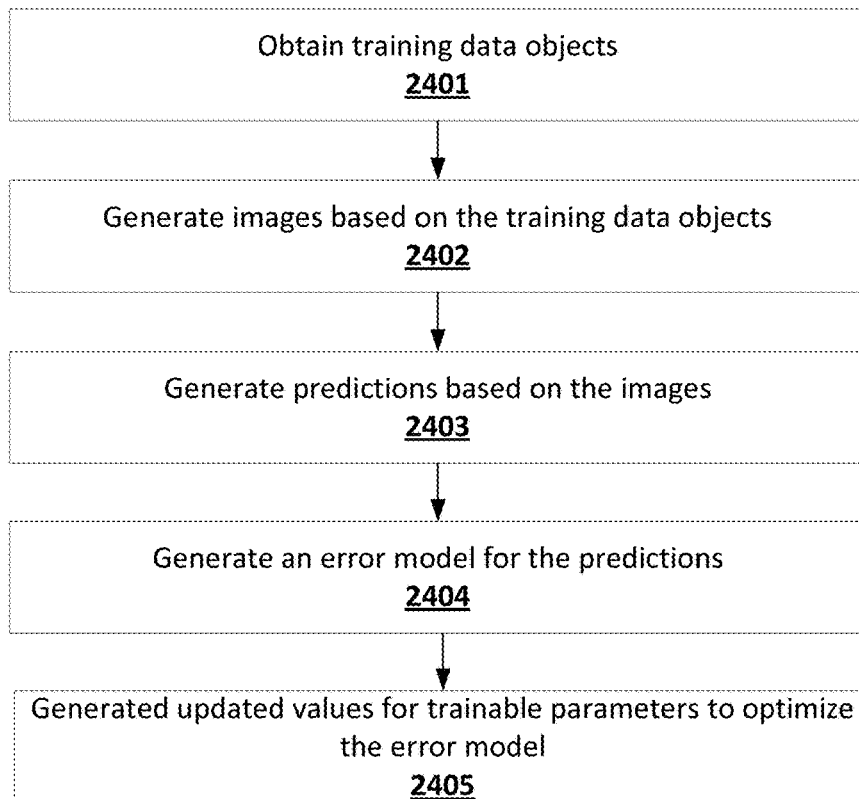 Obtain training data objects
2401
Generate images based on the training data objects
2402
Generate predictions based on the images
2403
Generate an error model for the predictions
2404
Generated updated values for trainable parameters to optimize
the error model
2405